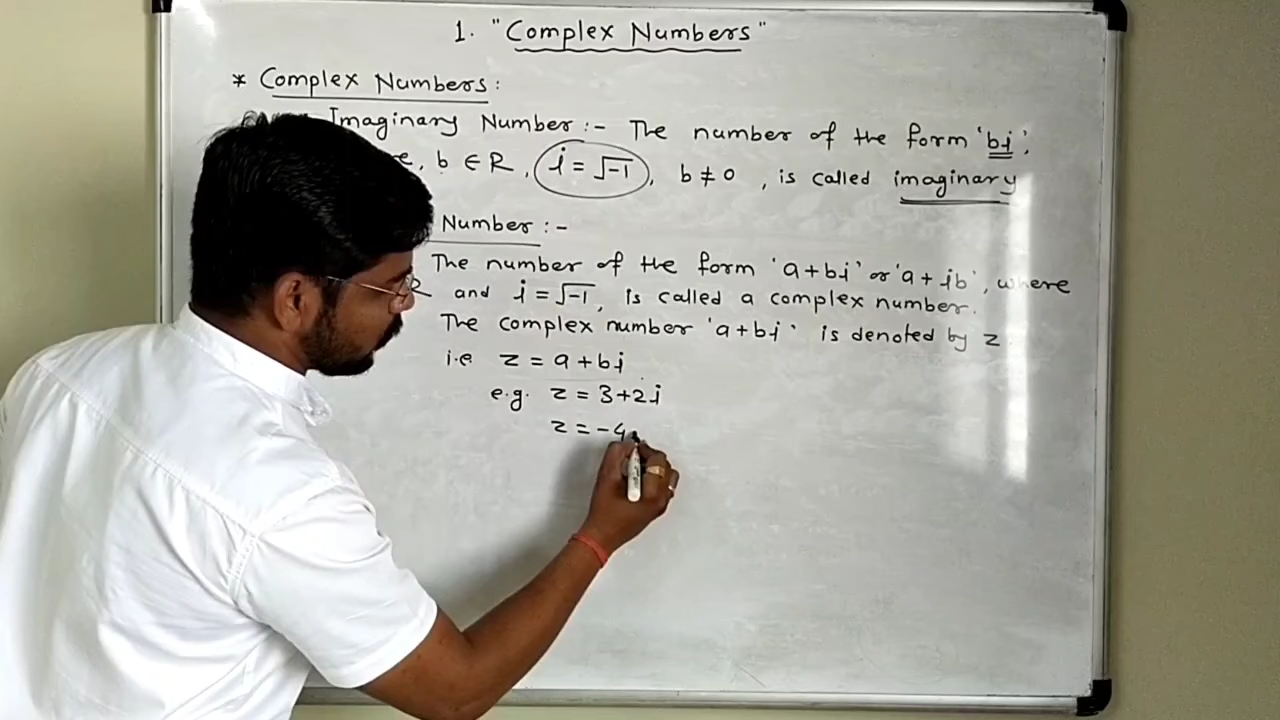 1. "Complex Numbers"
* Complex Numbers:
Imaginary Number :- The number of the form 'bi',
b ∈ R, i = √-1, b ≠ 0, is called imaginary
Number :-
The number of the form 'a+bi' or 'a+ib', where
R and i = √-1, is called a complex number.
The complex number 'a+bi' is denoted by z
i.e z = a+bi
e.g. z = 3+2i
z = -4